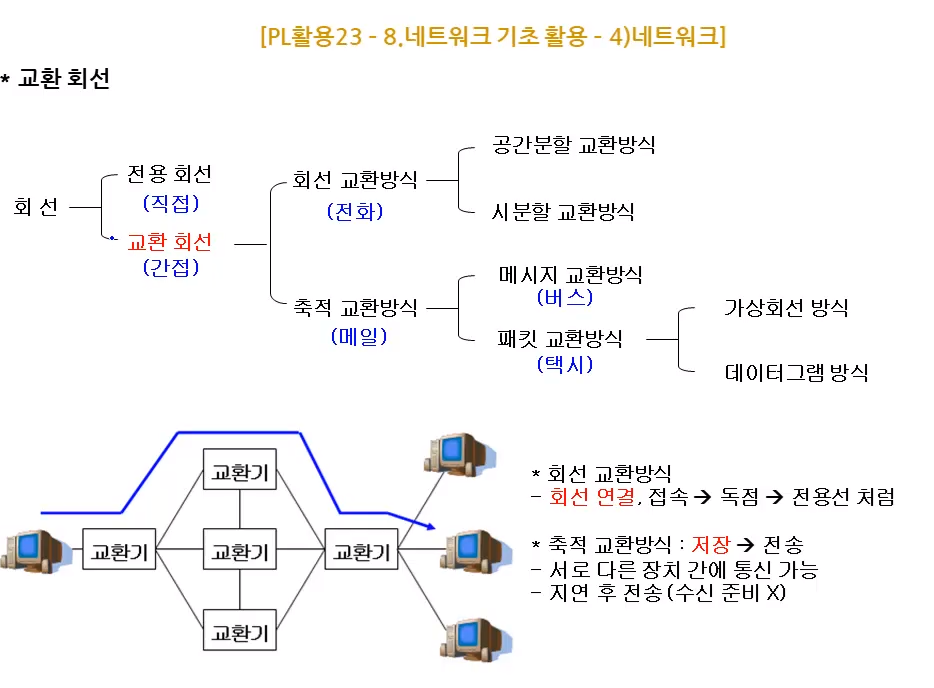 [PL활용23 - 8.네트워크 기초 활용 - 4)네트워크]
* 교환 회선
회 선
전용 회선
(직접)
교환 회선
(간접)
회선 교환방식
(전화)
축적 교환방식
(메일)
공간분할 교환방식
시분할 교환방식
메시지 교환방식
(버스)
패킷 교환방식
(택시)
가상회선 방식
데이터그램 방식
교환기
교환기
교환기
교환기
교환기
* 회선 교환방식
- 회선 연결, 접속 → 독점 → 전용선 처럼
* 축적 교환방식 : 저장 → 전송
- 서로 다른 장치 간에 통신 가능
- 지연 후 전송(수신 준비 X)